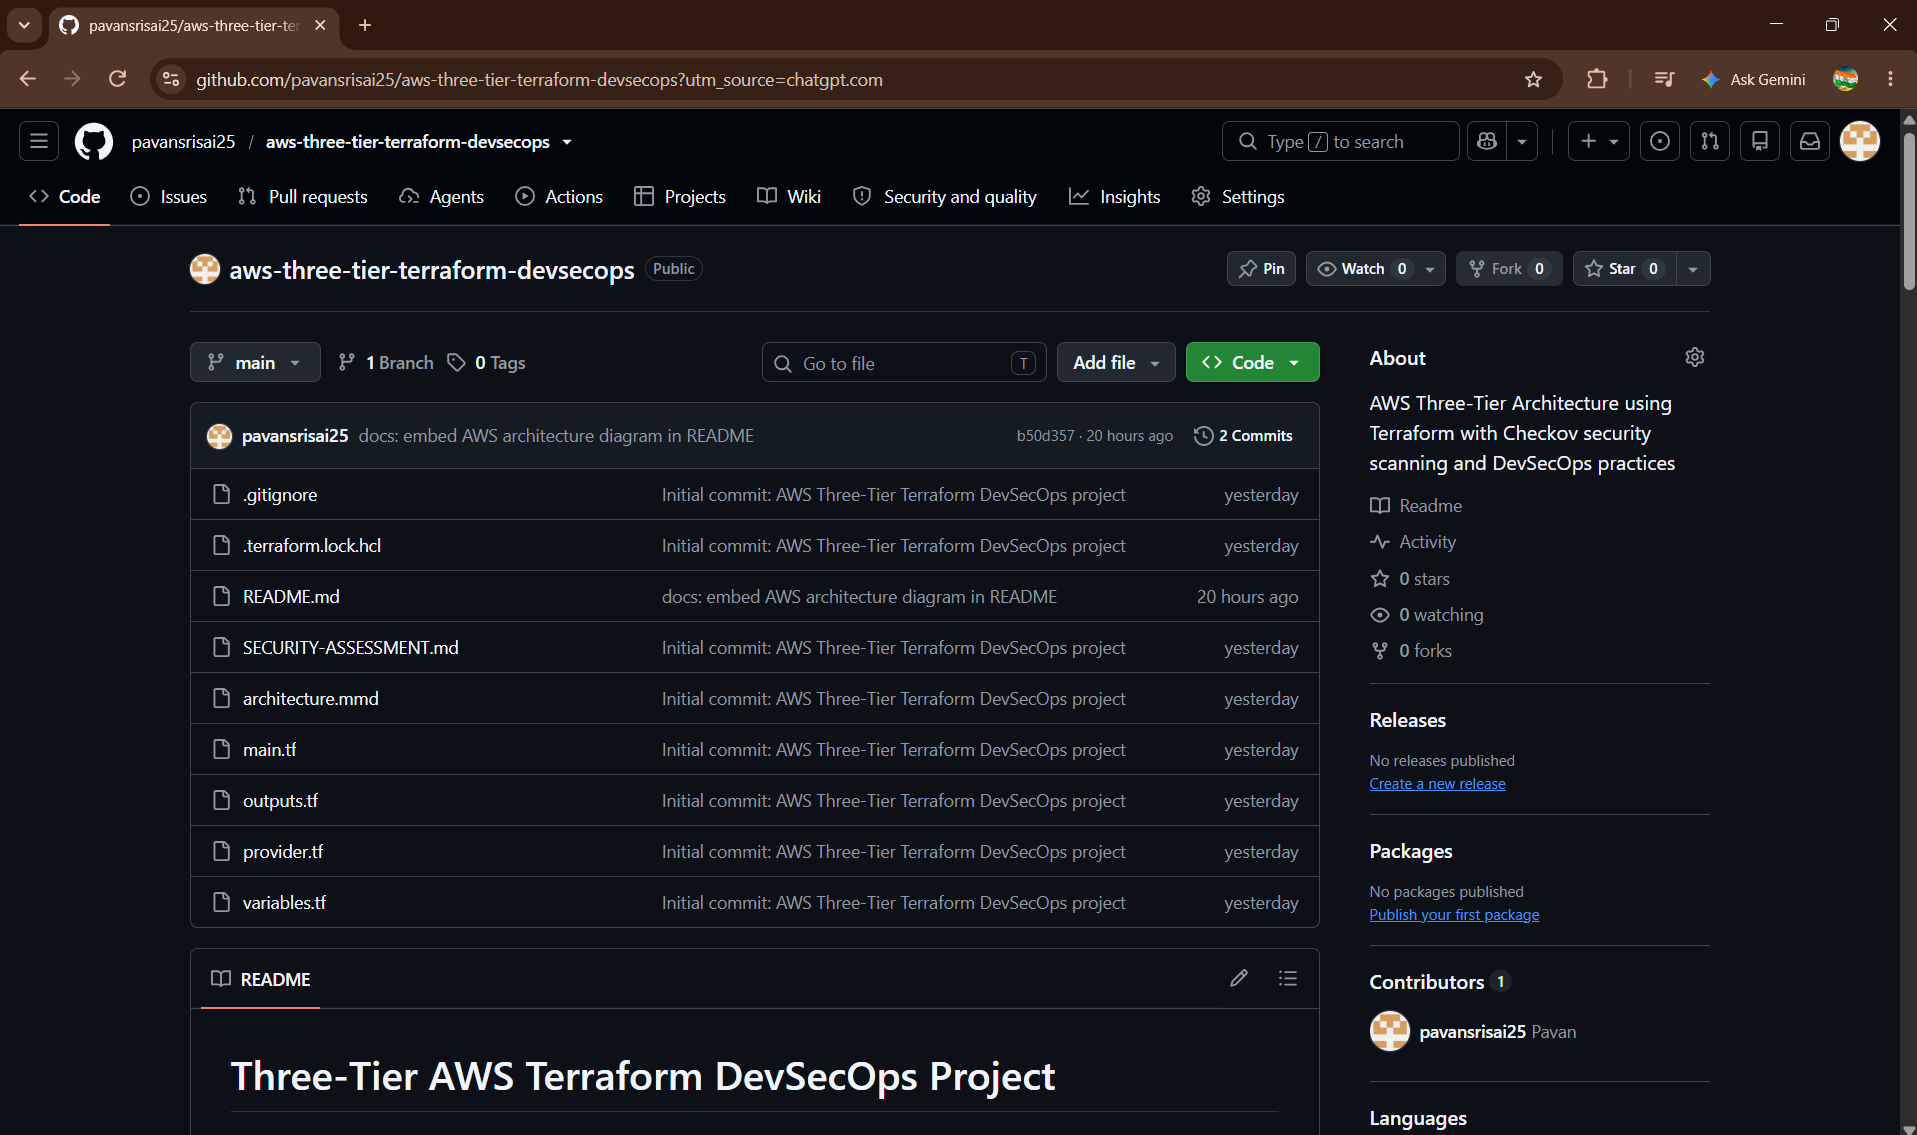 pavansrisai25/aws-three-tier-ter
github.com/pavansrisai25/aws-three-tier-terraform-devsecops?utm_source=chatgpt.com
Ask Gemini
pavansrisai25 / aws-three-tier-terraform-devsecops
Type / to search
Code
Issues
Pull requests
Agents
Actions
Projects
Wiki
Security and quality
Insights
Settings
aws-three-tier-terraform-devsecops Public
Pin
Watch 0
Fork 0
Star 0
main
1 Branch
0 Tags
Go to file T
Add file
Code
pavansrisai25 docs: embed AWS architecture diagram in README b50d357 · 20 hours ago 2 Commits
.gitignore Initial commit: AWS Three-Tier Terraform DevSecOps project yesterday
.terraform.lock.hcl Initial commit: AWS Three-Tier Terraform DevSecOps project yesterday
README.md docs: embed AWS architecture diagram in README 20 hours ago
SECURITY-ASSESSMENT.md Initial commit: AWS Three-Tier Terraform DevSecOps project yesterday
architecture.mmd Initial commit: AWS Three-Tier Terraform DevSecOps project yesterday
main.tf Initial commit: AWS Three-Tier Terraform DevSecOps project yesterday
outputs.tf Initial commit: AWS Three-Tier Terraform DevSecOps project yesterday
provider.tf Initial commit: AWS Three-Tier Terraform DevSecOps project yesterday
variables.tf Initial commit: AWS Three-Tier Terraform DevSecOps project yesterday
README
Three-Tier AWS Terraform DevSecOps Project
About
AWS Three-Tier Architecture using
Terraform with Checkov security
scanning and DevSecOps practices
Readme
Activity
0 stars
0 watching
0 forks
Releases
No releases published
Create a new release
Packages
No packages published
Publish your first package
Contributors 1
pavansrisai25 Pavan
Languages